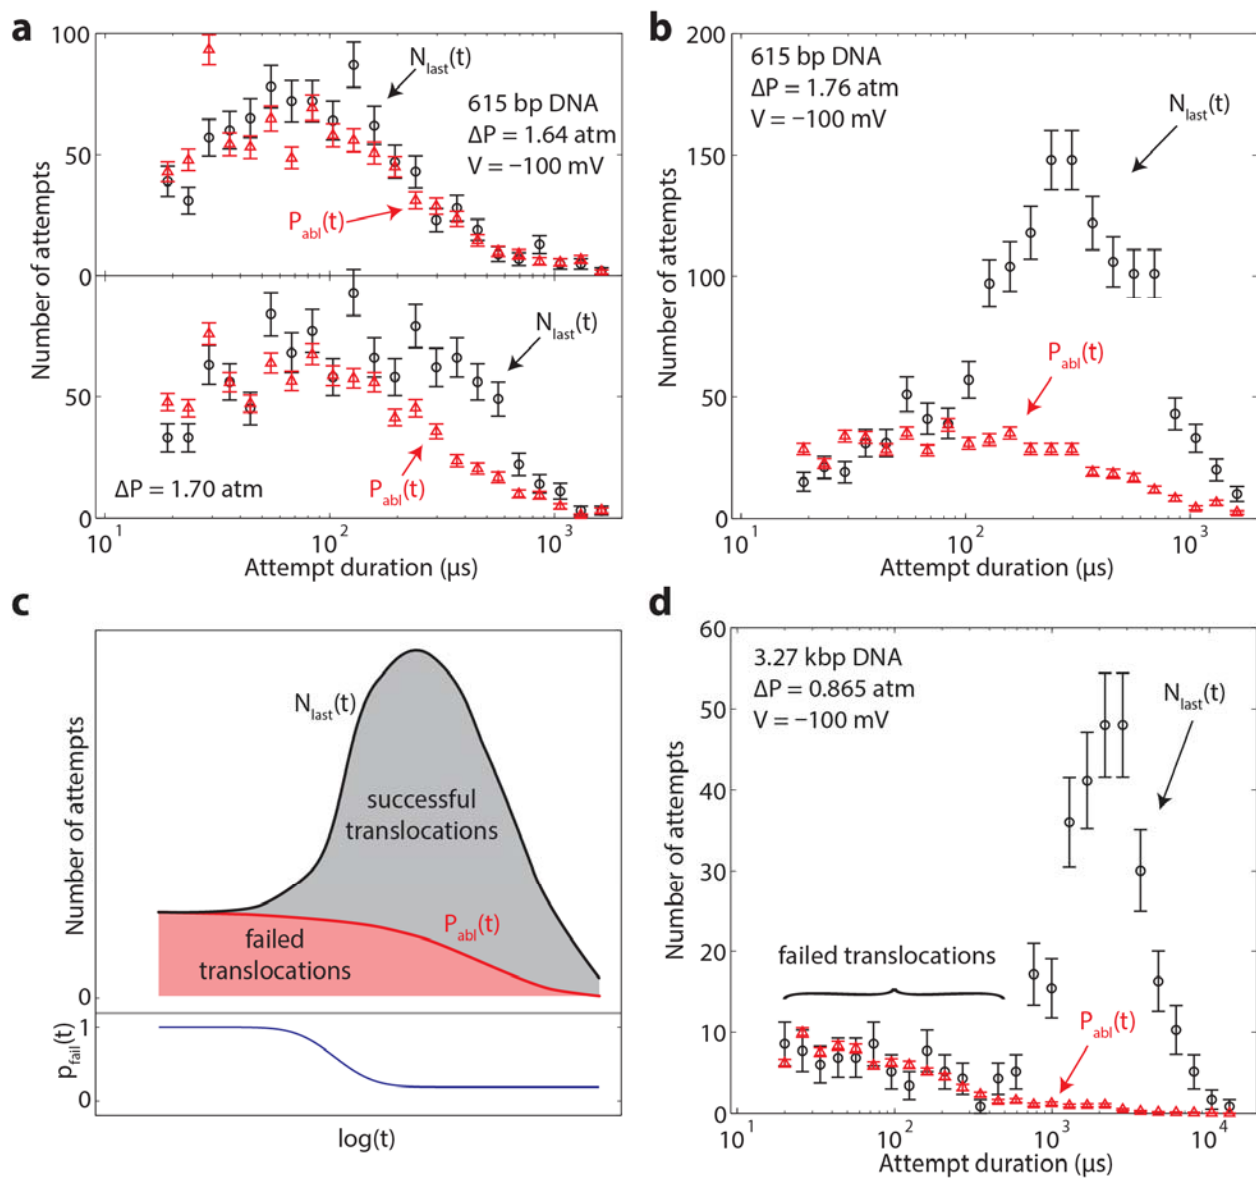 a
100
N_last(t)
615 bp DNA
ΔP = 1.64 atm
V = −100 mV
50
P_abl(t)
0
Number of attempts
100
N_last(t)
50
P_abl(t)
ΔP = 1.70 atm
0
Number of attempts
10^1
10^2
10^3
Attempt duration (μs)
b
200
615 bp DNA
ΔP = 1.76 atm
V = −100 mV
N_last(t)
150
100
P_abl(t)
50
0
Number of attempts
10^1
10^2
10^3
Attempt duration (μs)
c
N_last(t)
successful
translocations
P_abl(t)
failed
translocations
0
Number of attempts
1
0
p_fail(t)
log(t)
d
60
3.27 kbp DNA
ΔP = 0.865 atm
V = −100 mV
N_last(t)
50
40
30
20
failed translocations
P_abl(t)
10
0
Number of attempts
10^1
10^2
10^3
10^4
Attempt duration (μs)